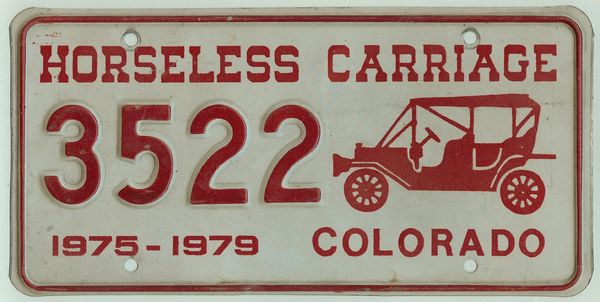 HORSELESS CARRIAGE
3522
1975-1979 COLORADO